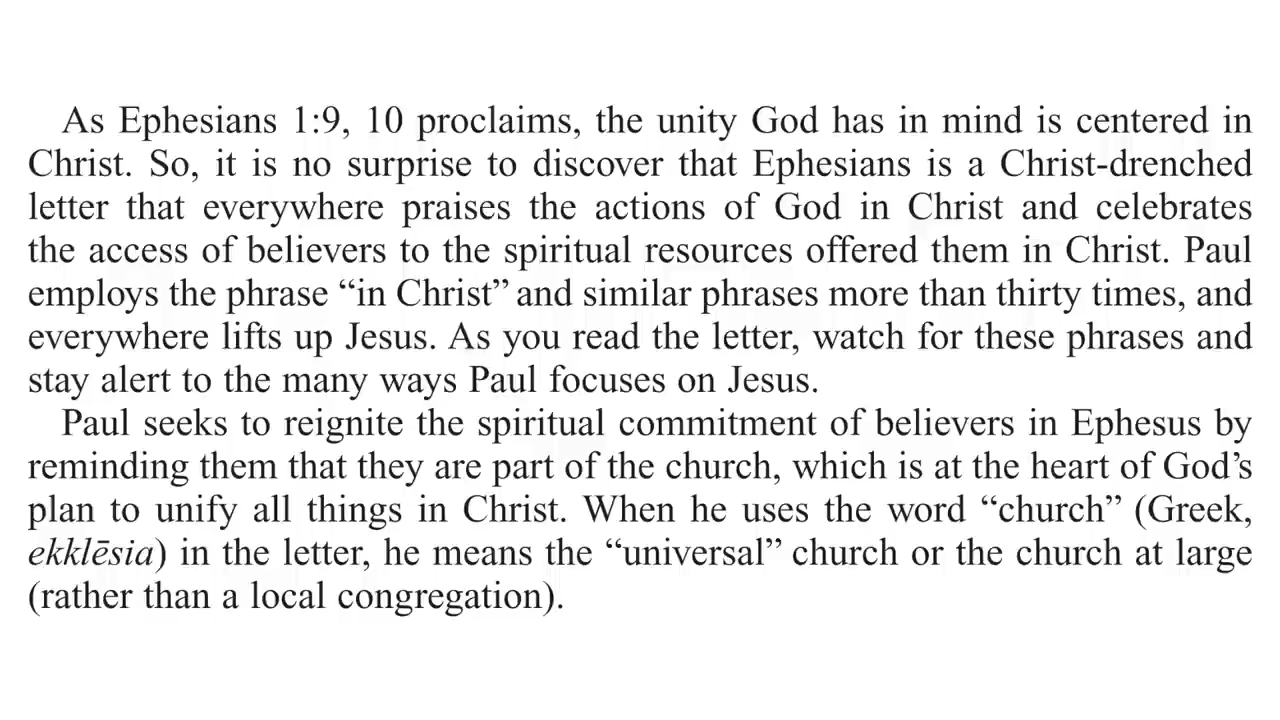 As Ephesians 1:9, 10 proclaims, the unity God has in mind is centered in
Christ. So, it is no surprise to discover that Ephesians is a Christ-drenched
letter that everywhere praises the actions of God in Christ and celebrates
the access of believers to the spiritual resources offered them in Christ. Paul
employs the phrase “in Christ” and similar phrases more than thirty times, and
everywhere lifts up Jesus. As you read the letter, watch for these phrases and
stay alert to the many ways Paul focuses on Jesus.
Paul seeks to reignite the spiritual commitment of believers in Ephesus by
reminding them that they are part of the church, which is at the heart of God’s
plan to unify all things in Christ. When he uses the word “church” (Greek,
ekklēsia) in the letter, he means the “universal” church or the church at large
(rather than a local congregation).